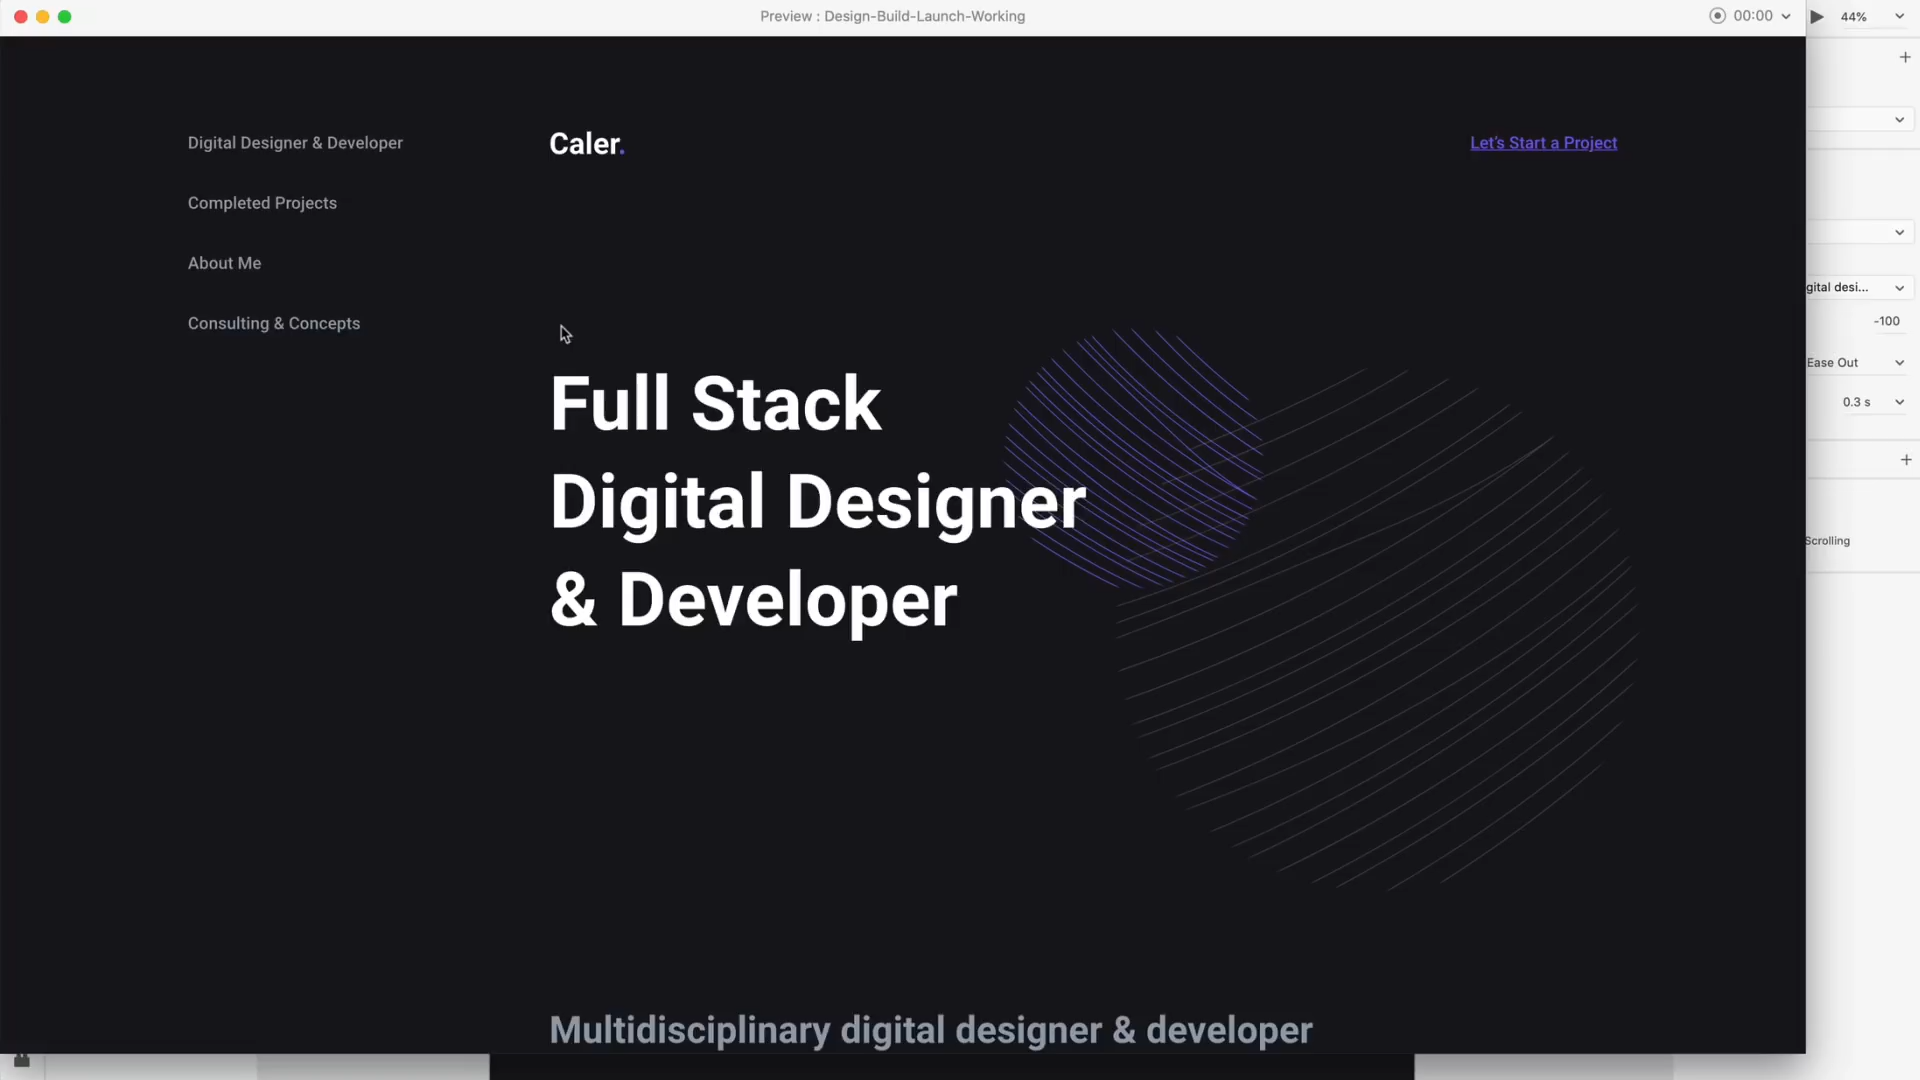 Preview : Design-Build-Launch-Working
00:00
44%
Digital Designer & Developer
Caler.
Let's Start a Project
Completed Projects
About Me
Consulting & Concepts
gital desi...
-100
Ease Out
0.3 s
Scrolling
Full Stack
Digital Designer
& Developer
Multidisciplinary digital designer & developer